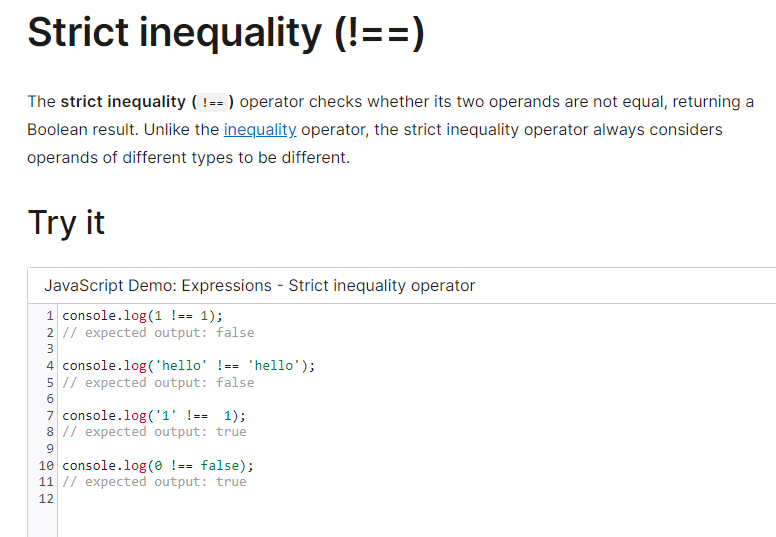 Strict inequality (!==)
The strict inequality ( !== ) operator checks whether its two operands are not equal, returning a
Boolean result. Unlike the inequality operator, the strict inequality operator always considers
operands of different types to be different.
Try it
JavaScript Demo: Expressions - Strict inequality operator
1 console.log(1 !== 1);
2 // expected output: false
3
4 console.log('hello' !== 'hello');
5 // expected output: false
6
7 console.log('1' !==  1);
8 // expected output: true
9
10 console.log(0 !== false);
11 // expected output: true
12